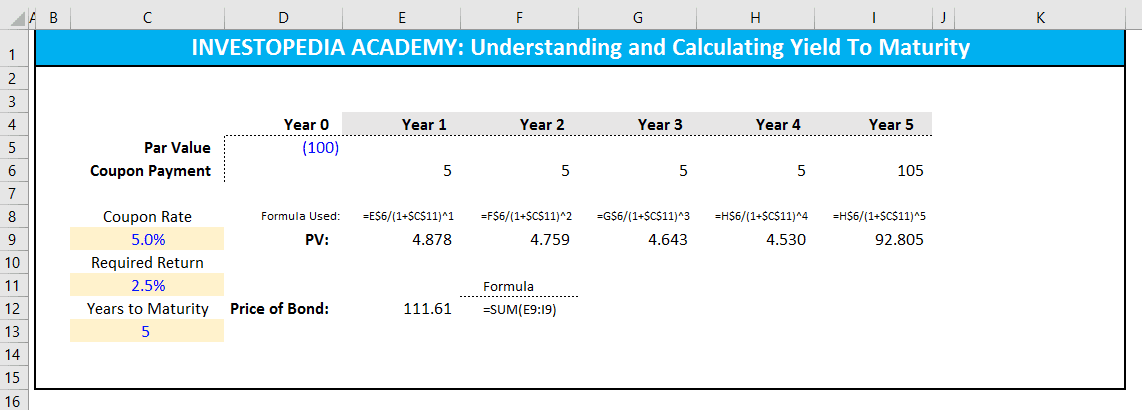 A B C D E F G H I J K
1 INVESTOPEDIA ACADEMY: Understanding and Calculating Yield To Maturity
2
3
4 Year 0 Year 1 Year 2 Year 3 Year 4 Year 5
5 Par Value (100)
6 Coupon Payment 5 5 5 5 105
7
8 Coupon Rate Formula Used: =E$6/(1+$C$11)^1 =F$6/(1+$C$11)^2 =G$6/(1+$C$11)^3 =H$6/(1+$C$11)^4 =H$6/(1+$C$11)^5
9 5.0% PV: 4.878 4.759 4.643 4.530 92.805
10 Required Return
11 2.5% Formula
12 Years to Maturity Price of Bond: 111.61 =SUM(E9:I9)
13 5
14
15
16